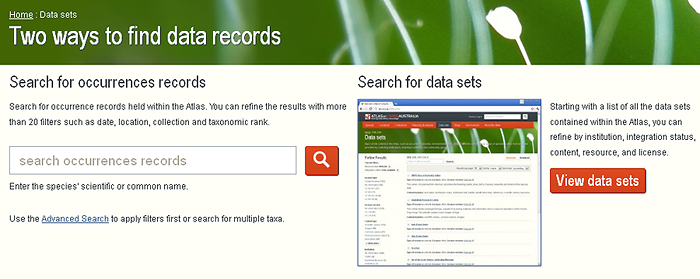 Home : Data sets
Two ways to find data records
Search for occurrences records
Search for occurrence records held within the Atlas. You can refine the results with more
than 20 filters such as date, location, collection and taxonomic rank.
search occurrences records
Enter the species' scientific or common name.
Use the Advanced Search to apply filters first or search for multiple taxa.
Search for data sets
Data sets
Starting with a list of all the data sets
contained within the Atlas, you can
refine by institution, integration status,
content, resource, and license.
View data sets